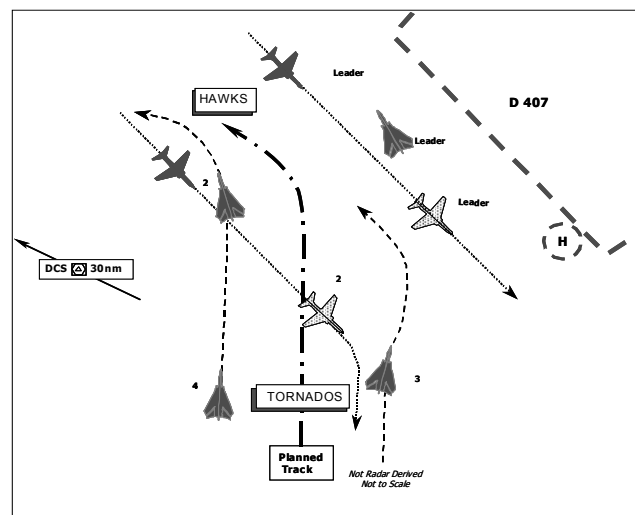 Leader
D 407
HAWKS
Leader
2
Leader
H
DCS 30nm
2
4
3
TORNADOS
Planned
Track
Not Radar Derived
Not to Scale